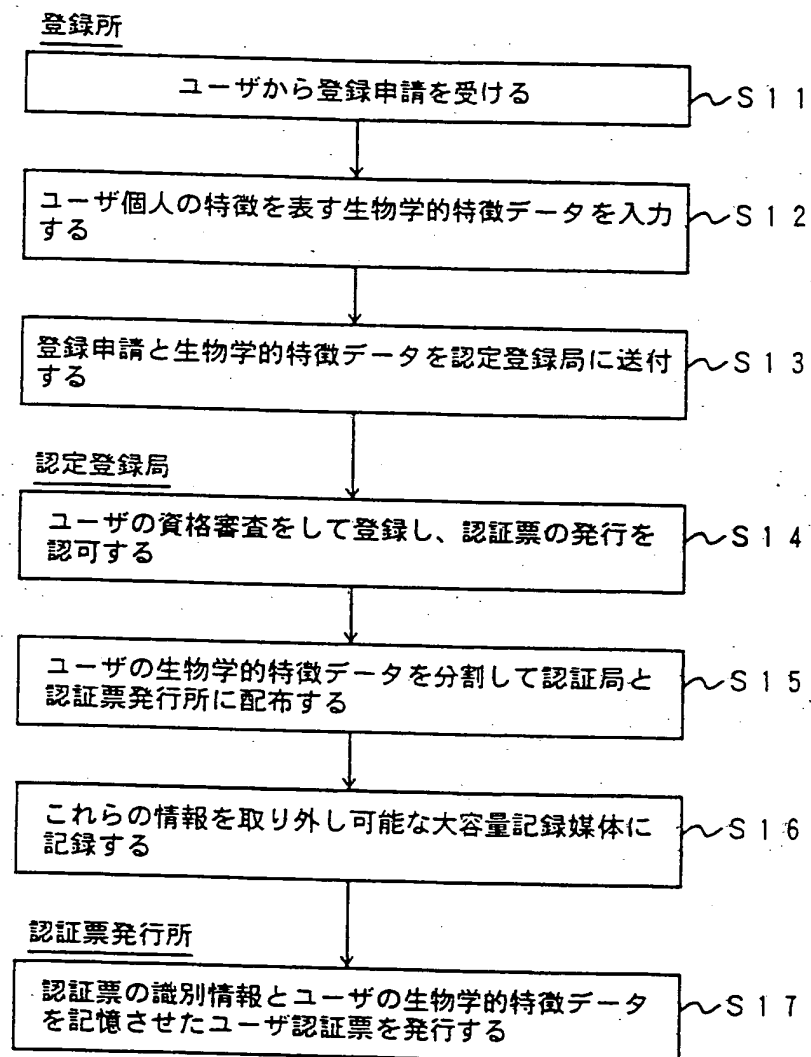 登録所
ユーザから登録申請を受ける
S11
ユーザ個人の特徴を表す生物学的特徴データを入力
する
S12
登録申請と生物学的特徴データを認定登録局に送付
する
S13
認定登録局
ユーザの資格審査をして登録し、認証票の発行を
認可する
S14
ユーザの生物学的特徴データを分割して認証局と
認証票発行所に配布する
S15
これらの情報を取り外し可能な大容量記録媒体に
記録する
S16
認証票発行所
認証票の識別情報とユーザの生物学的特徴データ
を記憶させたユーザ認証票を発行する
S17